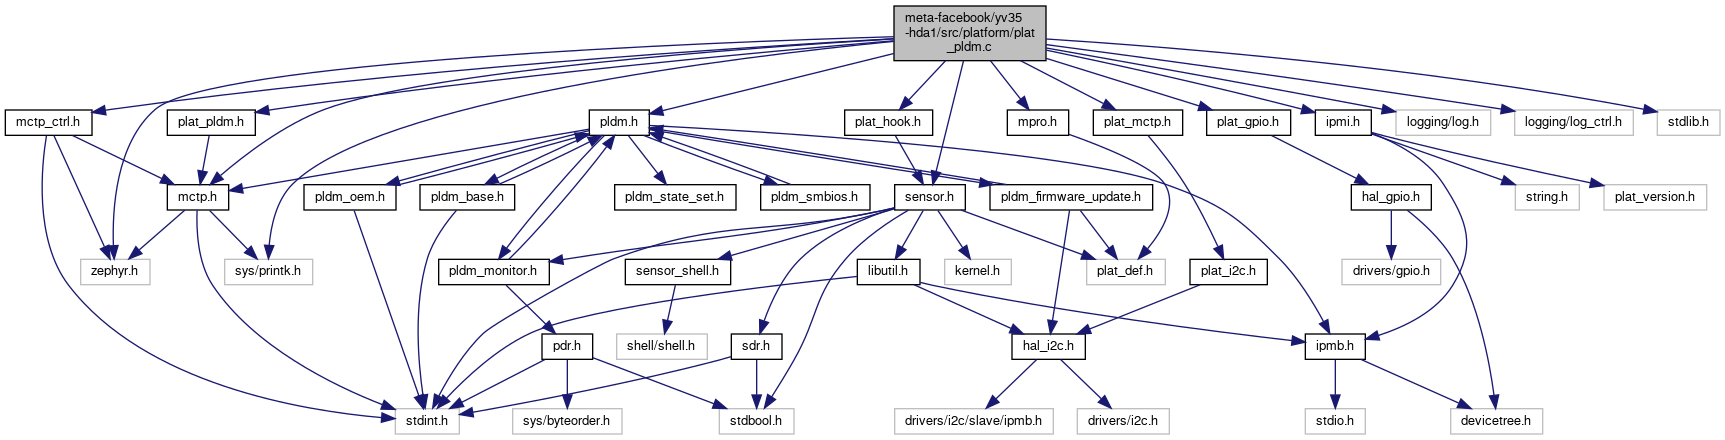 meta-facebook/yv35
-hda1/src/platform/plat
_pldm.c
mctp_ctrl.h
plat_pldm.h
pldm.h
plat_hook.h
mpro.h
plat_mctp.h
plat_gpio.h
ipmi.h
logging/log.h
logging/log_ctrl.h
stdlib.h
mctp.h
pldm_oem.h
pldm_base.h
pldm_state_set.h
pldm_smbios.h
sensor.h
pldm_firmware_update.h
hal_gpio.h
string.h
plat_version.h
zephyr.h
sys/printk.h
pldm_monitor.h
sensor_shell.h
libutil.h
kernel.h
plat_def.h
plat_i2c.h
drivers/gpio.h
pdr.h
shell/shell.h
sdr.h
hal_i2c.h
ipmb.h
stdint.h
sys/byteorder.h
stdbool.h
drivers/i2c/slave/ipmb.h
drivers/i2c.h
stdio.h
devicetree.h